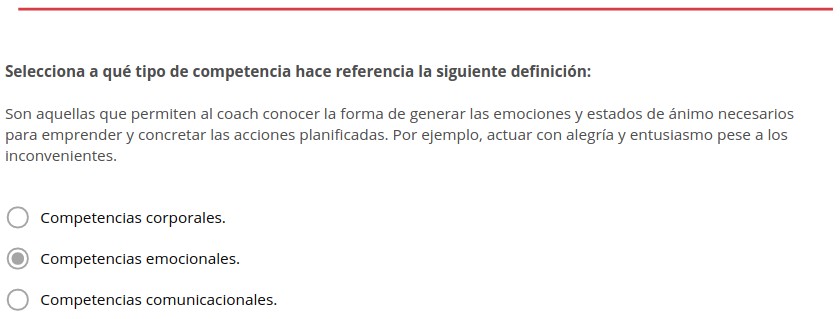 Selecciona a qué tipo de competencia hace referencia la siguiente definición:
Son aquellas que permiten al coach conocer la forma de generar las emociones y estados de ánimo necesarios
para emprender y concretar las acciones planificadas. Por ejemplo, actuar con alegría y entusiasmo pese a los
inconvenientes.
Competencias corporales.
Competencias emocionales.
Competencias comunicacionales.